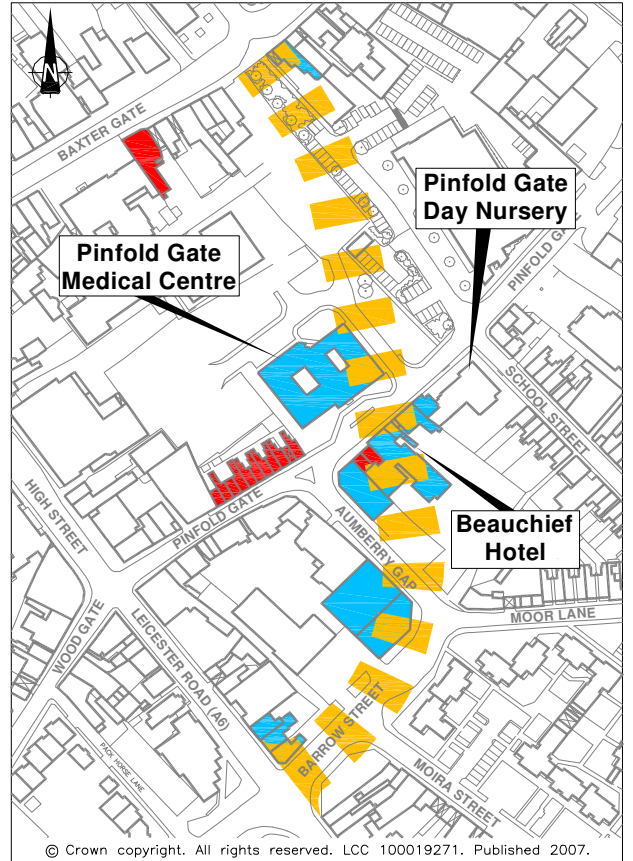 N
BAXTER GATE
Pinfold Gate
Day Nursery
Pinfold Gate
Medical Centre
PINFOLD GA
SCHOOL STREET
HIGH STREET
PINFOLD GATE
AUMBERRY GAP
Beauchief
Hotel
WOOD GATE
LEICESTER ROAD (A6)
MOOR LANE
PACK HORSE LANE
BARROW STREET
MOIRA STREET
© Crown copyright. All rights reserved. LCC 100019271. Published 2007.